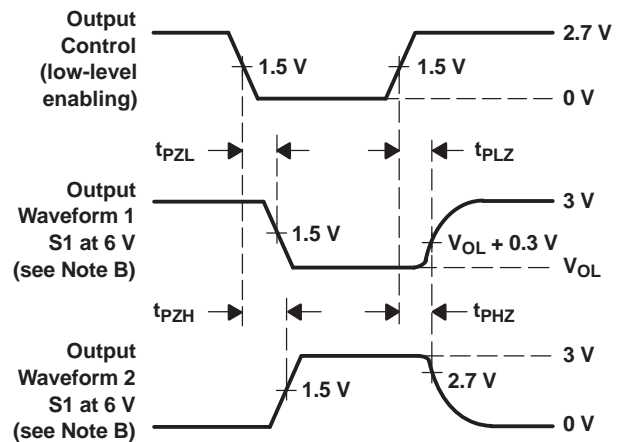 Output
Control
(low-level
enabling)
2.7 V
1.5 V
1.5 V
0 V
tPZL
tPLZ
Output
Waveform 1
S1 at 6 V
(see Note B)
3 V
1.5 V
VOL + 0.3 V
VOL
tPZH
tPHZ
Output
Waveform 2
S1 at 6 V
(see Note B)
3 V
1.5 V
2.7 V
0 V